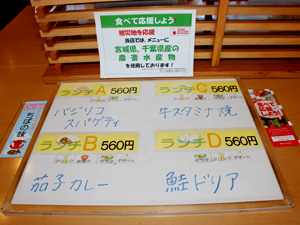 食べて応援しよう!
被災地を応援
当店では、メニューに
宮城県、千葉県産の
農畜水産物
を使用しております!
ランチA 560円
バジリコ
スパゲティ
ランチC 560円
牛スタミナ焼
ランチB 560円
茄子カレー
ランチD 560円
鮭ドリア